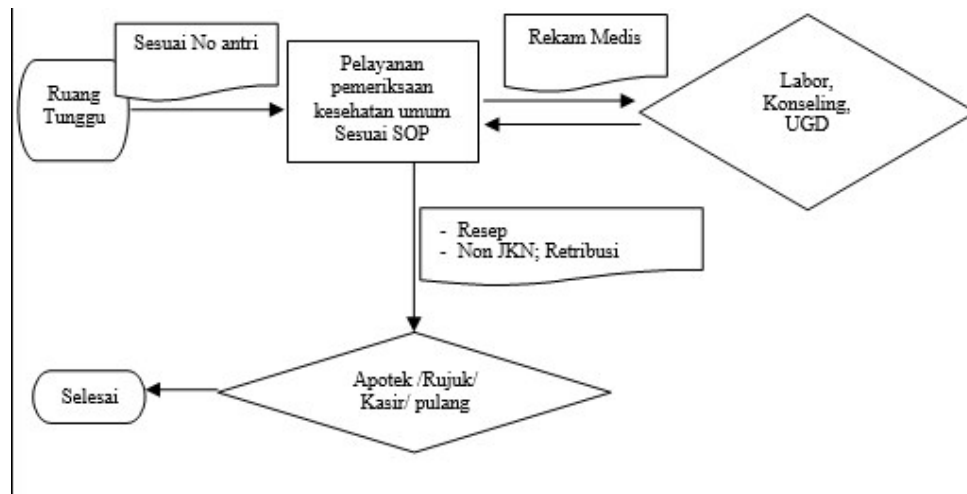 Ruang
Tunggu
Sesuai No antri
Pelayanan
pemeriksaan
kesehatan umum
Sesuai SOP
Rekam Medis
Labor,
Konseling,
UGD
- Resep
- Non JKN; Retribusi
Apotek /Rujuk/
Kasir/ pulang
Selesai